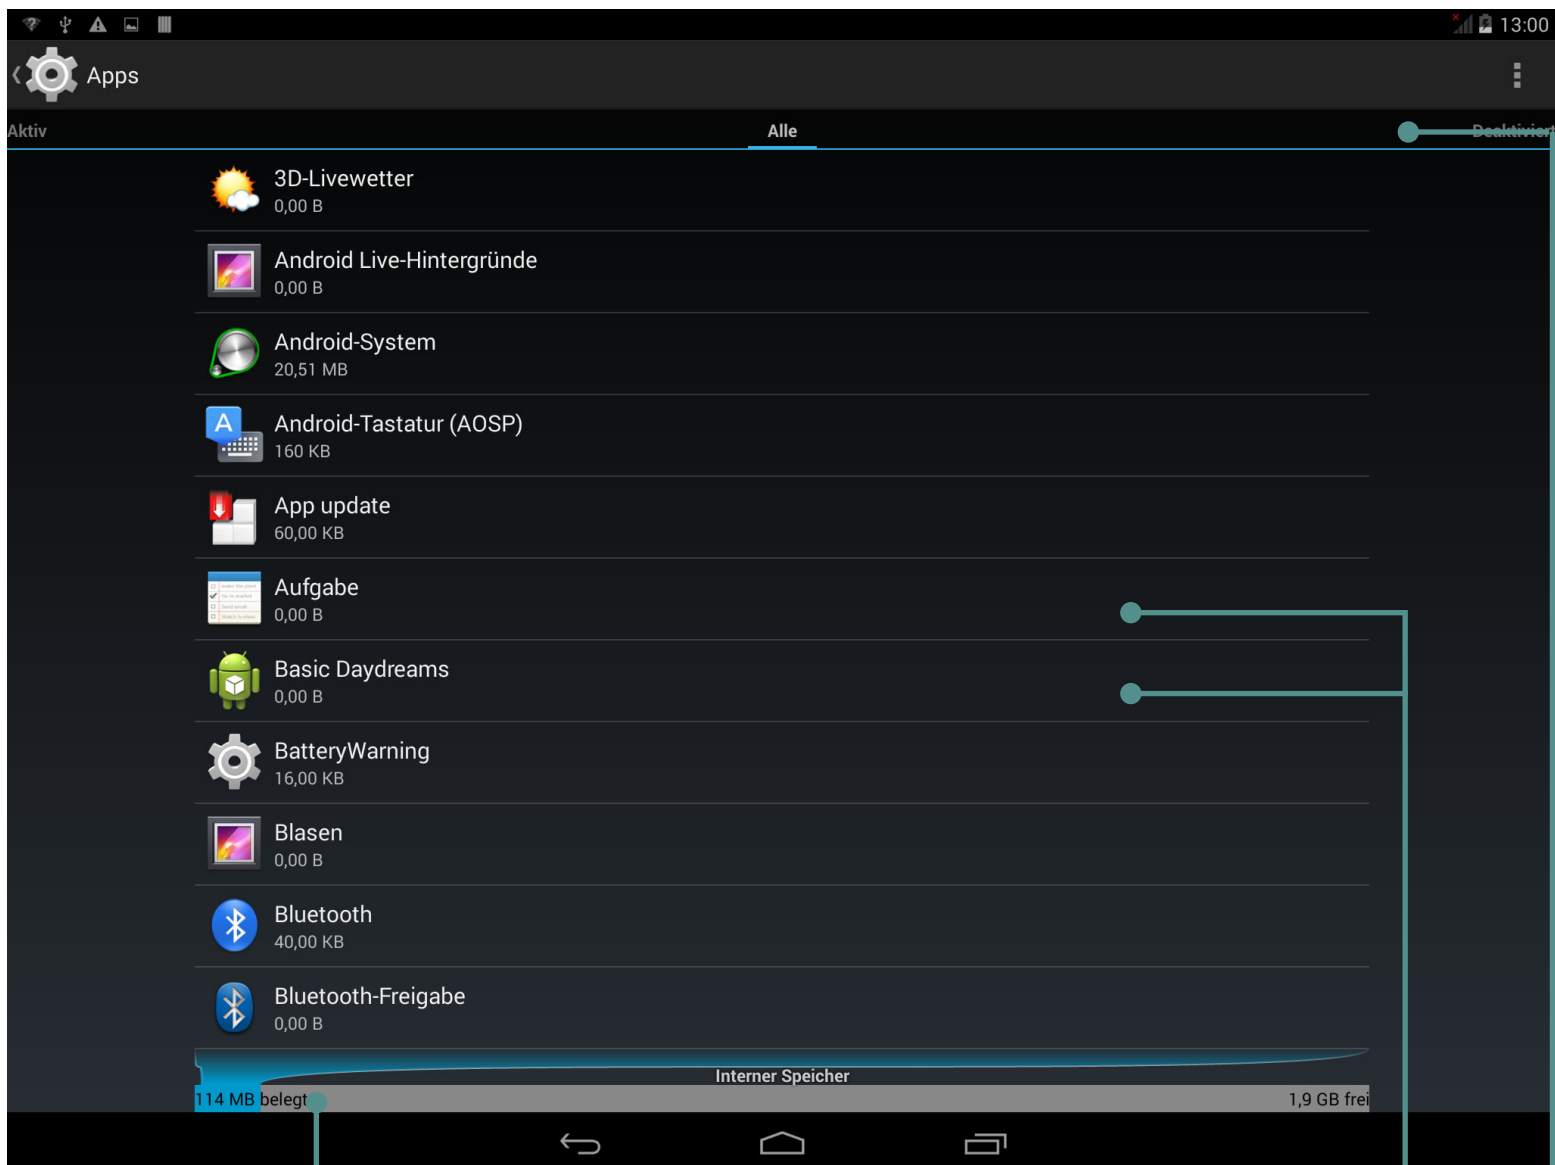 13:00
Apps
Aktiv Alle Deaktiviert
3D-Livewetter
0,00 B
Android Live-Hintergründe
0,00 B
Android-System
20,51 MB
A
Android-Tastatur (AOSP)
160 KB
App update
60,00 KB
Aufgabe
0,00 B
Basic Daydreams
0,00 B
BatteryWarning
16,00 KB
Blasen
0,00 B
Bluetooth
40,00 KB
Bluetooth-Freigabe
0,00 B
Interner Speicher
114 MB belegt 1,9 GB frei